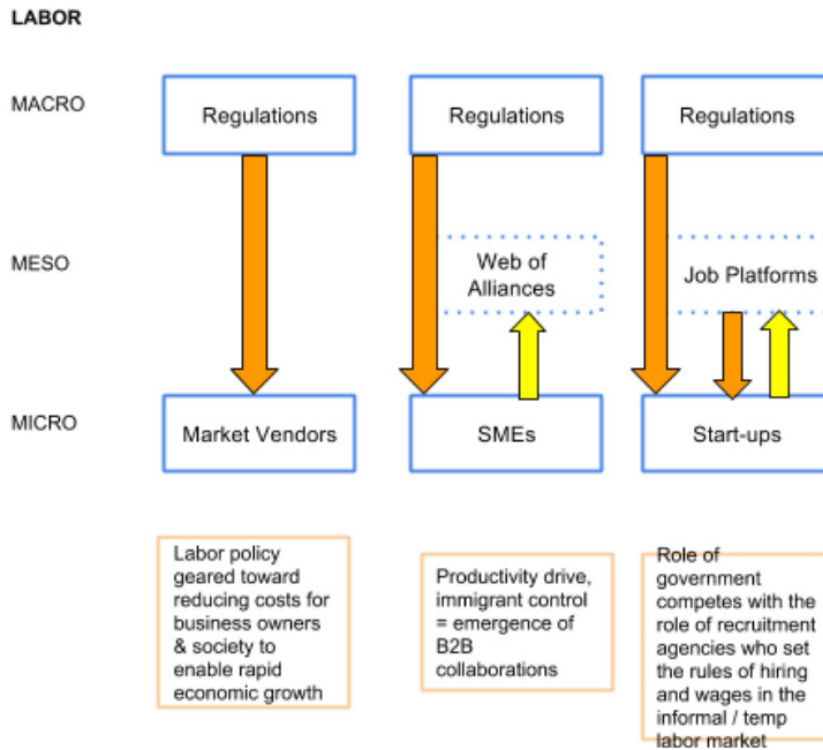 LABOR
MACRO
Regulations
Regulations
Regulations
MESO
Web of
Alliances
Job Platforms
MICRO
Market Vendors
SMEs
Start-ups
Labor policy
geared toward
reducing costs for
business owners
& society to
enable rapid
economic growth
Productivity drive,
immigrant control
= emergence of
B2B
collaborations
Role of
government
competes with the
role of recruitment
agencies who set
the rules of hiring
and wages in the
informal / temp
labor market